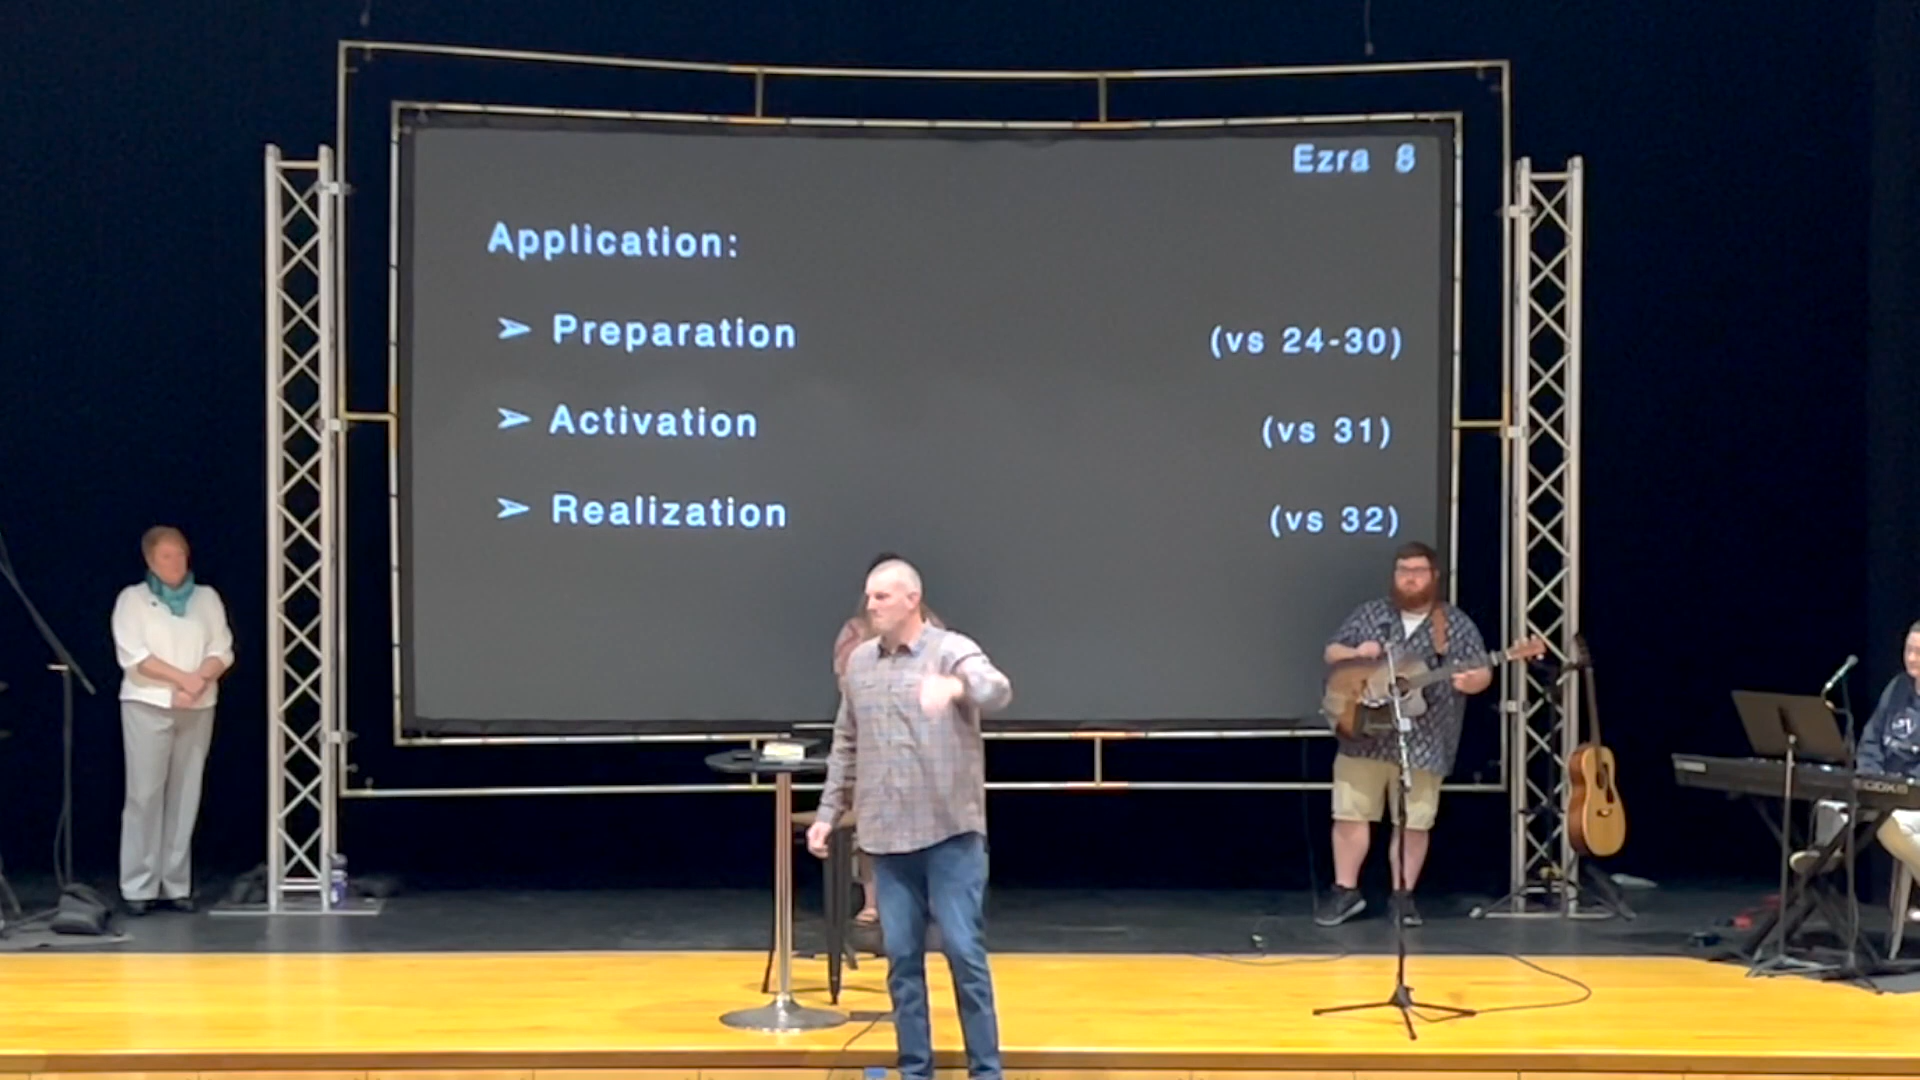 Ezra 8
Application:
➢ Preparation (vs 24-30)
➢ Activation (vs 31)
➢ Realization (vs 32)